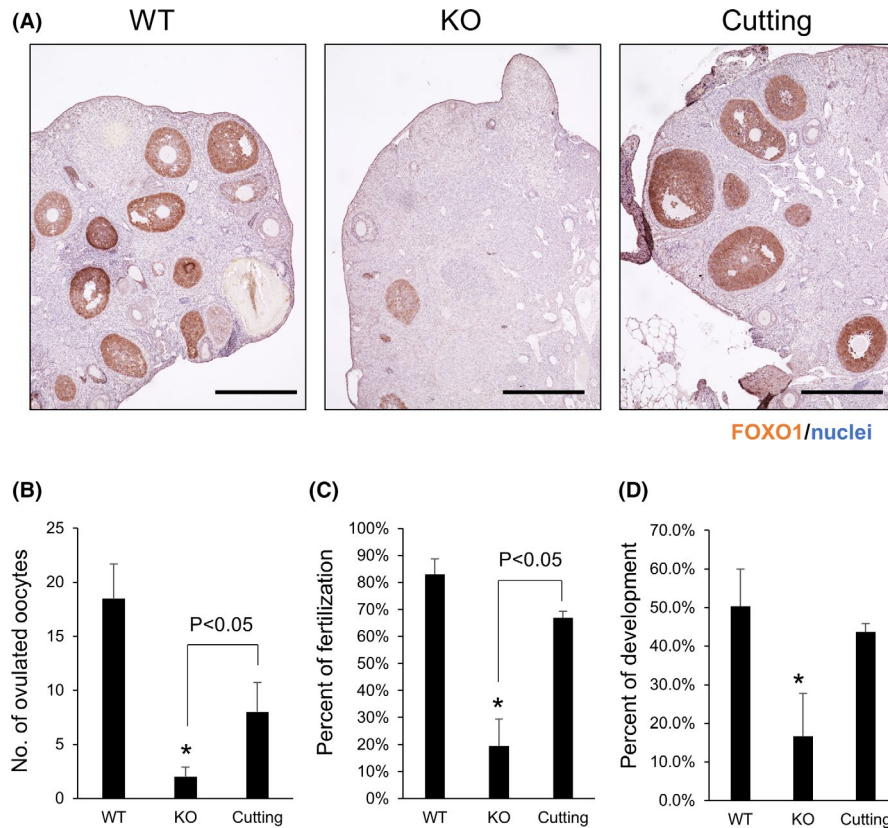 (A)
WT
KO
Cutting
FOXO1/nuclei
(B)
No. of ovulated oocytes
25
20
15
10
5
0
P<0.05
*
WT
KO
Cutting
(C)
Percent of fertilization
100%
90%
80%
70%
60%
50%
40%
30%
20%
10%
0%
P<0.05
*
WT
KO
Cutting
(D)
Percent of development
70.0%
60.0%
50.0%
40.0%
30.0%
20.0%
10.0%
0.0%
*
WT
KO
Cutting